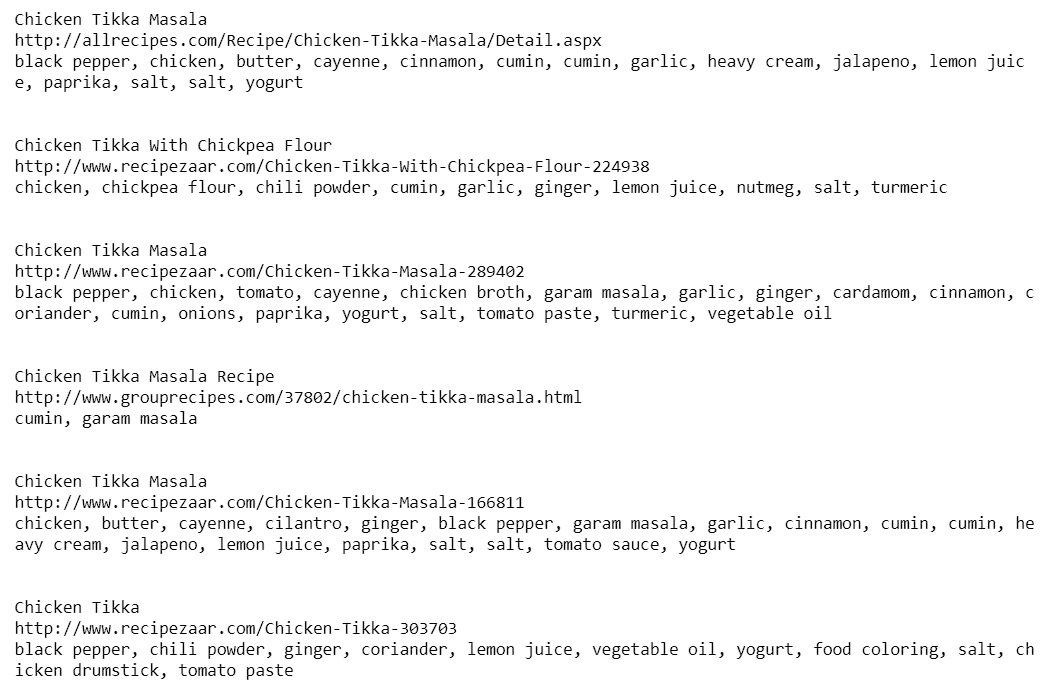 Chicken Tikka Masala
http://allrecipes.com/Recipe/Chicken-Tikka-Masala/Detail.aspx
black pepper, chicken, butter, cayenne, cinnamon, cumin, cumin, garlic, heavy cream, jalapeno, lemon juic
e, paprika, salt, salt, yogurt
Chicken Tikka With Chickpea Flour
http://www.recipezaar.com/Chicken-Tikka-With-Chickpea-Flour-224938
chicken, chickpea flour, chili powder, cumin, garlic, ginger, lemon juice, nutmeg, salt, turmeric
Chicken Tikka Masala
http://www.recipezaar.com/Chicken-Tikka-Masala-289402
black pepper, chicken, tomato, cayenne, chicken broth, garam masala, garlic, ginger, cardamom, cinnamon, c
oriander, cumin, onions, paprika, yogurt, salt, tomato paste, turmeric, vegetable oil
Chicken Tikka Masala Recipe
http://www.grouprecipes.com/37802/chicken-tikka-masala.html
cumin, garam masala
Chicken Tikka Masala
http://www.recipezaar.com/Chicken-Tikka-Masala-166811
chicken, butter, cayenne, cilantro, ginger, black pepper, garam masala, garlic, cinnamon, cumin, cumin, he
avy cream, jalapeno, lemon juice, paprika, salt, salt, tomato sauce, yogurt
Chicken Tikka
http://www.recipezaar.com/Chicken-Tikka-303703
black pepper, chili powder, ginger, coriander, lemon juice, vegetable oil, yogurt, food coloring, salt, ch
icken drumstick, tomato paste